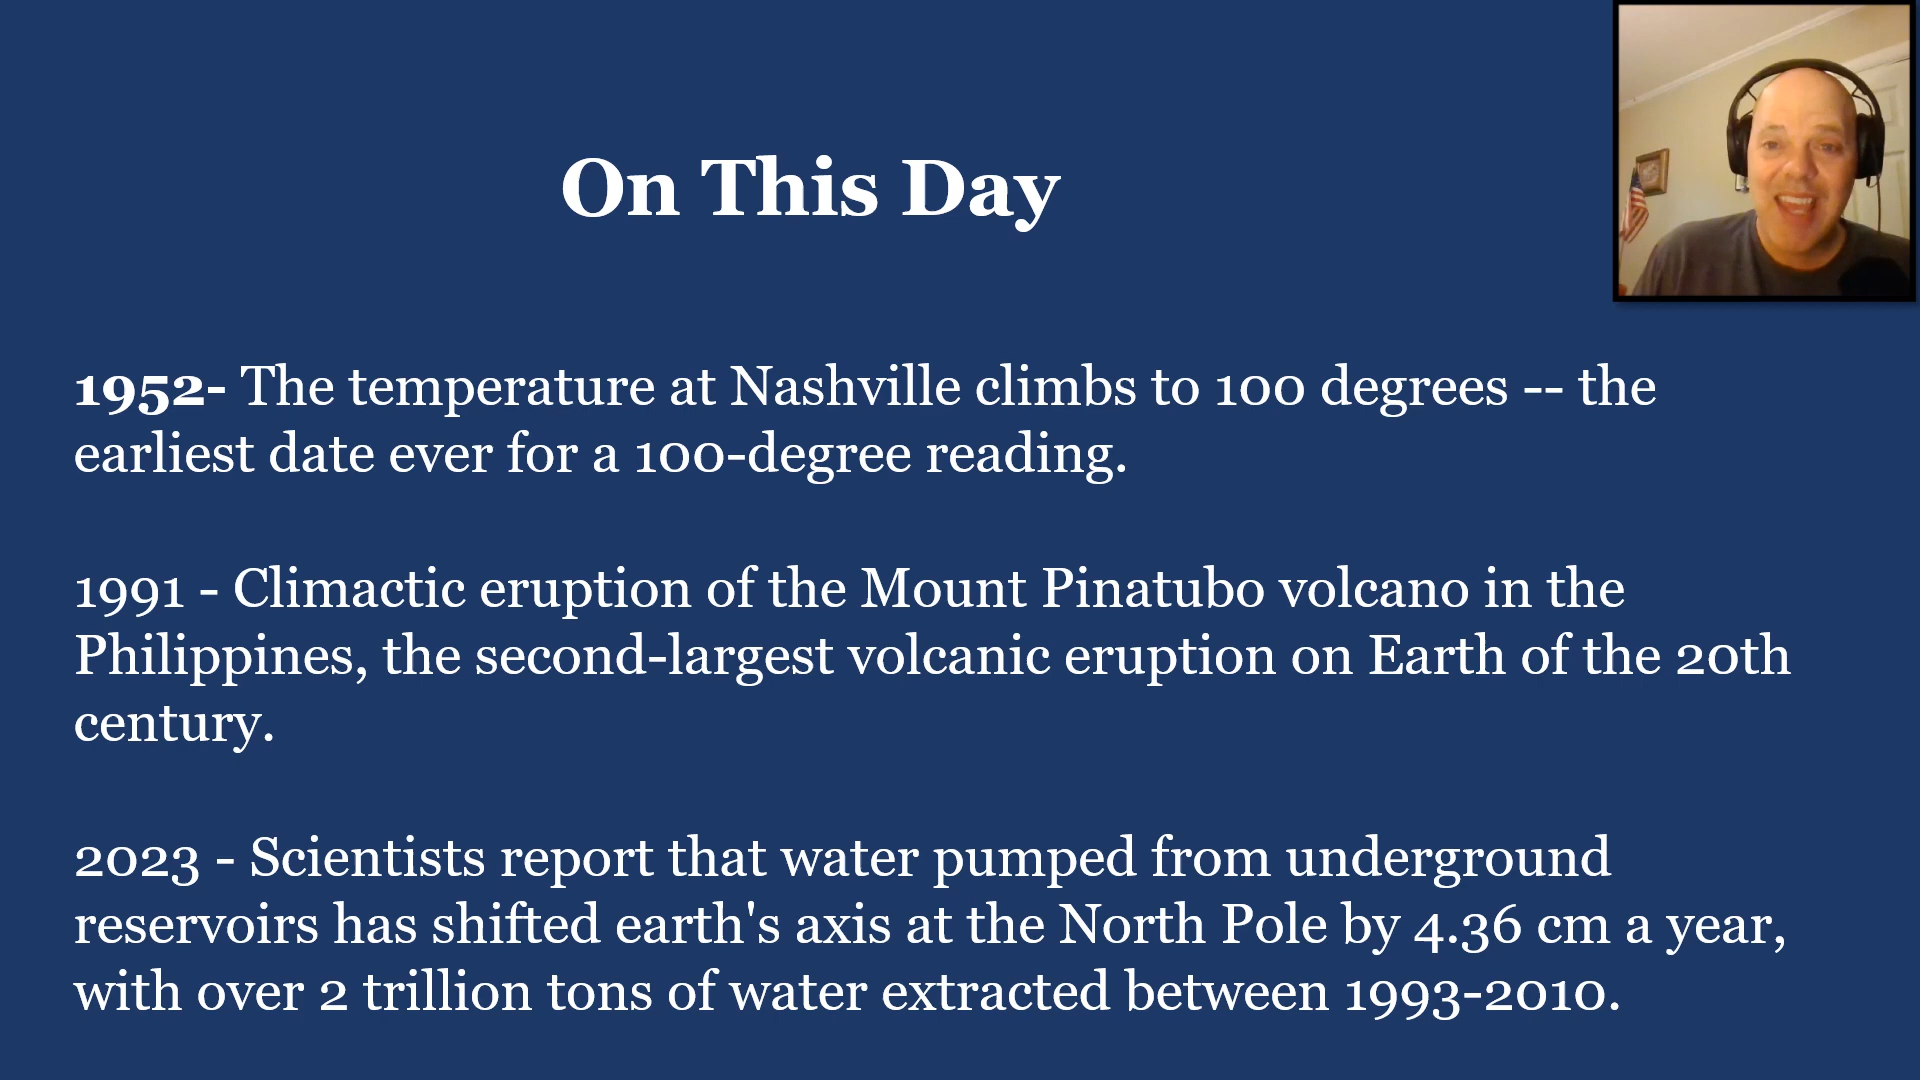 On This Day
1952- The temperature at Nashville climbs to 100 degrees -- the
earliest date ever for a 100-degree reading.
1991 - Climactic eruption of the Mount Pinatubo volcano in the
Philippines, the second-largest volcanic eruption on Earth of the 20th
century.
2023 - Scientists report that water pumped from underground
reservoirs has shifted earth's axis at the North Pole by 4.36 cm a year,
with over 2 trillion tons of water extracted between 1993-2010.